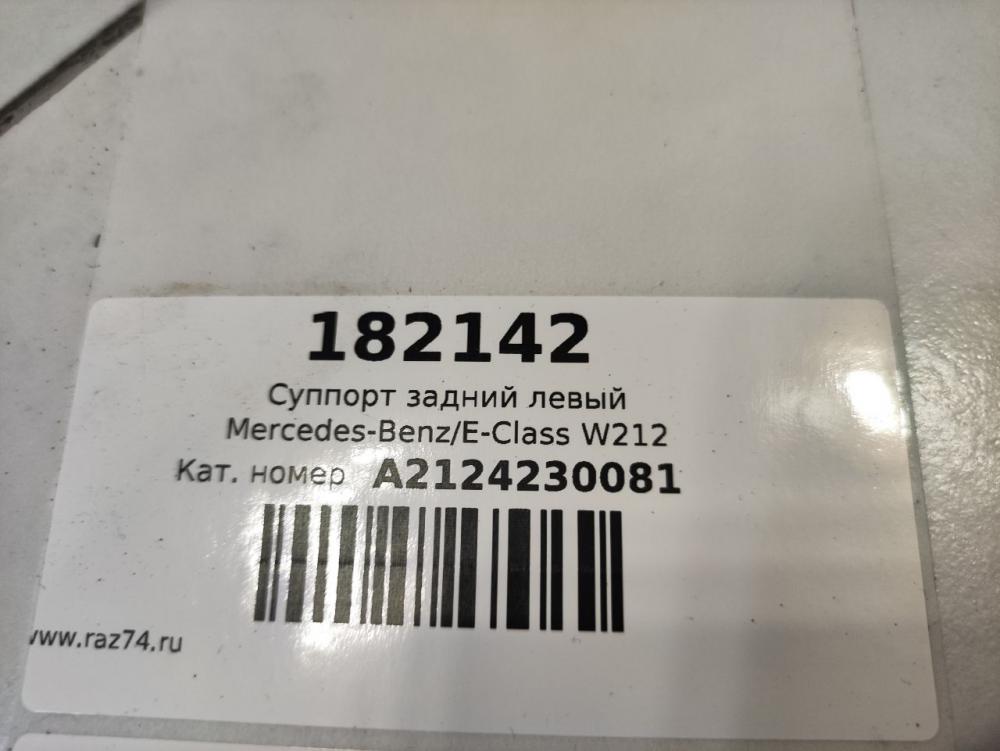 182142
Суппорт задний левый
Mercedes-Benz/E-Class W212
Кат. номер A2124230081
www.raz74.ru